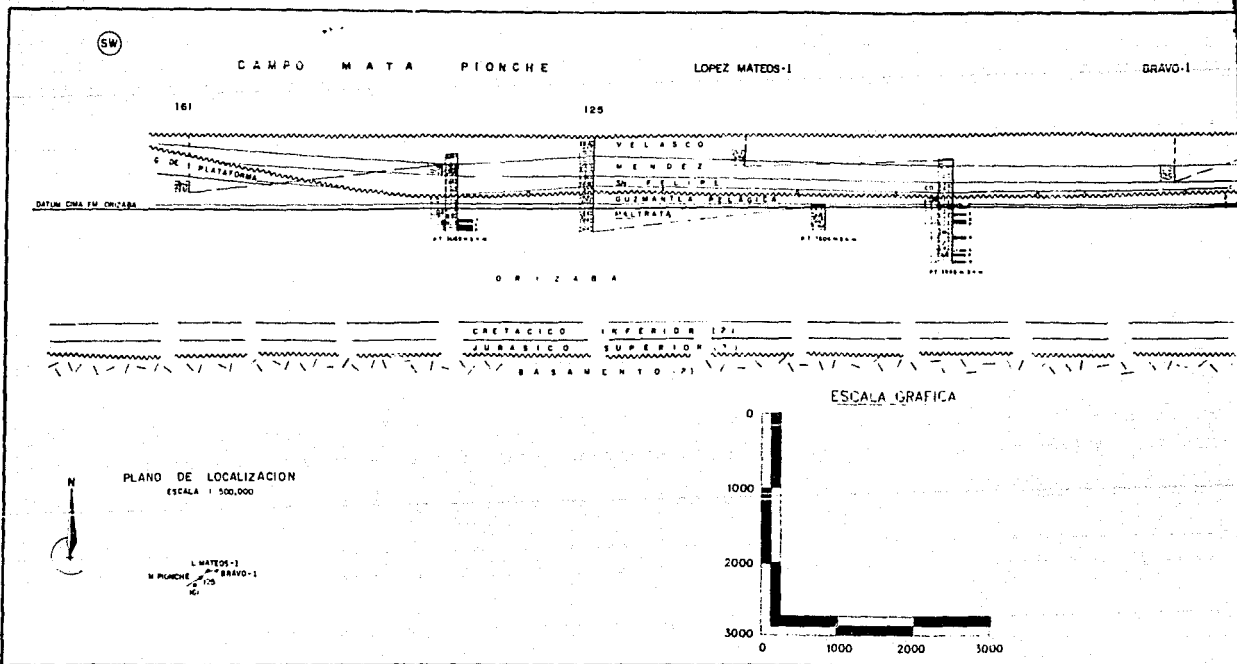 SW
CAMPO MATA PIONCHE LOPEZ MATEOS-1 BRAVO-1
161 125
VELASCO
G. DE PLATAFORMA
MENDEZ
Sn. FELIPE
GUZMANTLA PELAGICA
DATUM CIMA FM ORIZABA
MALTRATA
ORIZABA
CRETACICO INFERIOR (?)
JURASICO SUPERIOR (?)
BASAMENTO (?)
ESCALA GRAFICA
0
1000
2000
3000
1000 2000 3000
N
PLANO DE LOCALIZACION
ESCALA 1 500,000
L MATEOS-1
M PIONCHE BRAVO-1
125
161